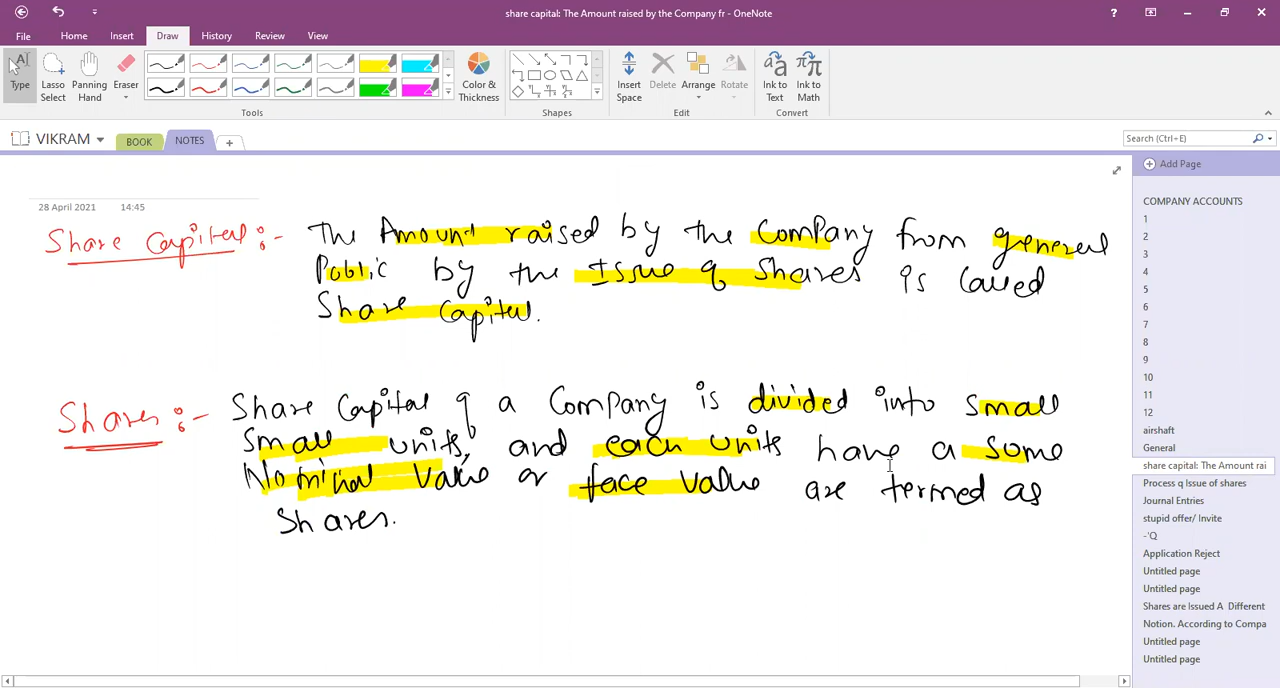 share capital: The Amount raised by the Company fr - OneNote
File Home Insert Draw History Review View
Type
Lasso Select
Panning Hand
Eraser
Color & Thickness
Insert Space
Delete
Arrange
Rotate
Ink to Text
Ink to Math
Tools Shapes Edit Convert
VIKRAM BOOK NOTES
Search (Ctrl+E)
Add Page
28 April 2021 14:45
Share Capital :- The Amount raised by the Company from general
Public by the Issue of Shares is called
Share Capital.
Shares :- Share Capital of a Company is divided into small
small units, and each units have a some
Nominal Value or face Value are termed as
Shares.
COMPANY ACCOUNTS
1
2
3
4
5
6
7
8
9
10
11
12
airshaft
General
share capital: The Amount rai
Process q Issue of shares
Journal Entries
stupid offer/ Invite
-'Q
Application Reject
Untitled page
Untitled page
Shares are Issued A Different
Notion. According to Compa
Untitled page
Untitled page